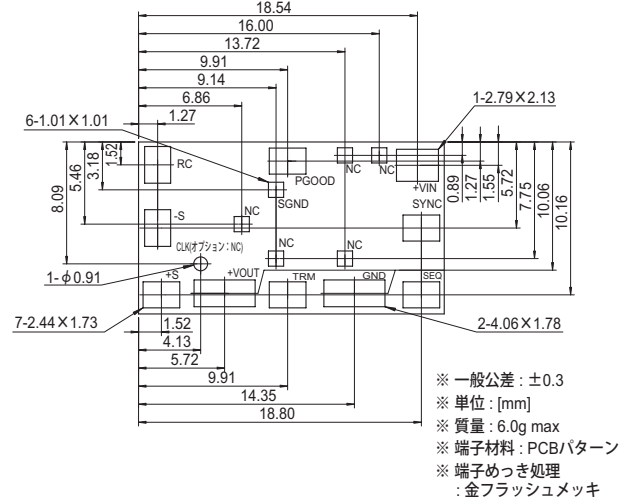 18.54
16.00
13.72
9.91
9.14
6.86
1.27
6-1.01×1.01
1-2.79×2.13
8.09
5.46
3.18
1.52
RC
PGOOD
NC
NC
+VIN
0.89
1.27
1.55
5.72
7.75
10.06
10.16
SGND
SYNC
-S
NC
CLK(オプション:NC)
NC
NC
1-φ0.91
+S
+VOUT
TRM
GND
SEQ
7-2.44×1.73
2-4.06×1.78
1.52
4.13
5.72
9.91
14.35
18.80
※ 一般公差 : ±0.3
※ 単位 : [mm]
※ 質量 : 6.0g max
※ 端子材料 : PCBパターン
※ 端子めっき処理
: 金フラッシュメッキ